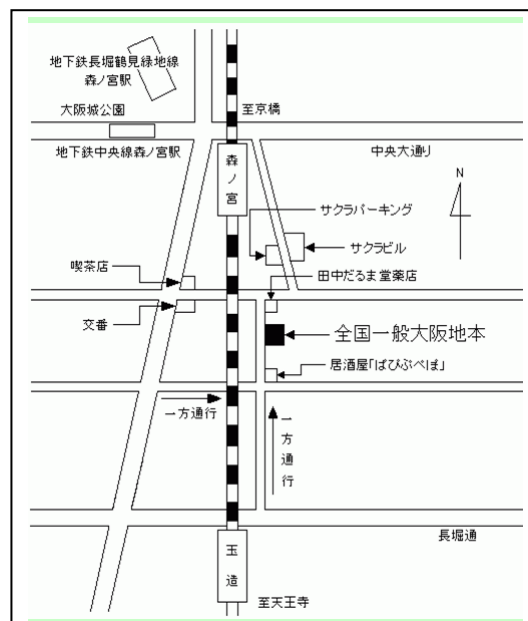 地下鉄長堀鶴見緑地線
森ノ宮駅
大阪城公園
至京橋
地下鉄中央線森ノ宮駅
中央大通り
森ノ宮
N
サクラパーキング
サクラビル
喫茶店
田中だるま堂薬店
交番
全国一般大阪地本
居酒屋「ぱぴぷぺぽ」
一方通行
一方通行
長堀通
玉造
至天王寺